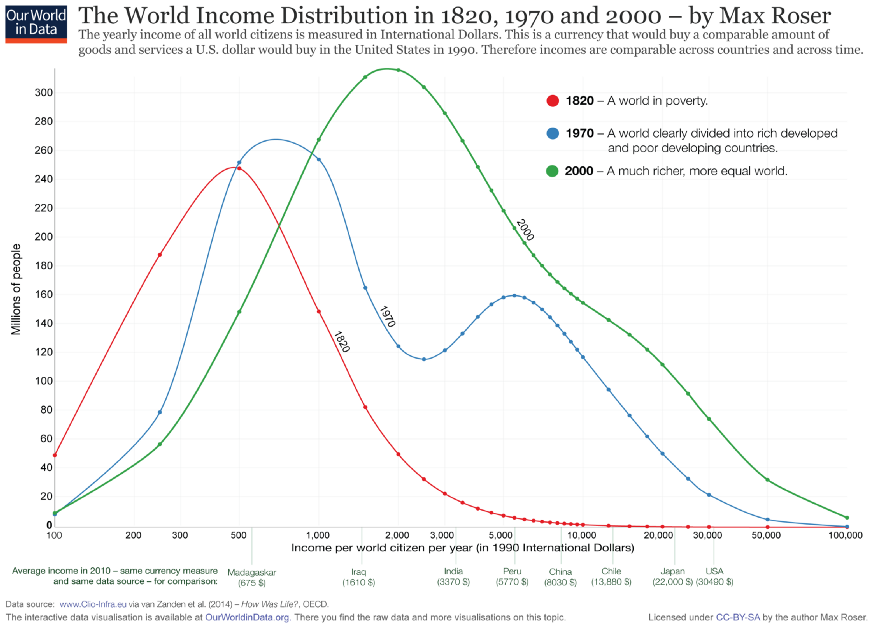 Our World
in Data
The World Income Distribution in 1820, 1970 and 2000 – by Max Roser
The yearly income of all world citizens is measured in International Dollars. This is a currency that would buy a comparable amount of
goods and services a U.S. dollar would buy in the United States in 1990. Therefore incomes are comparable across countries and across time.
1820 – A world in poverty.
1970 – A world clearly divided into rich developed
and poor developing countries.
2000 – A much richer, more equal world.
Millions of people
300
280
260
240
220
200
180
160
140
120
100
80
60
40
20
0
1820
1970
2000
100 200 300 500 1,000 2,000 3,000 5,000 10,000 20,000 30,000 50,000 100,000
Income per world citizen per year (in 1990 International Dollars)
Average income in 2010 – same currency measure
and same data source – for comparison:
Madagaskar
(675 $)
Iraq
(1610 $)
India
(3370 $)
Peru
(5770 $)
China
(8030 $)
Chile
(13,880 $)
Japan
(22,000 $)
USA
(30490 $)
Data source: www.Clio-Infra.eu via van Zanden et al. (2014) – How Was Life?, OECD.
The interactive data visualisation is available at OurWorldinData.org. There you find the raw data and more visualisations on this topic.
Licensed under CC-BY-SA by the author Max Roser.